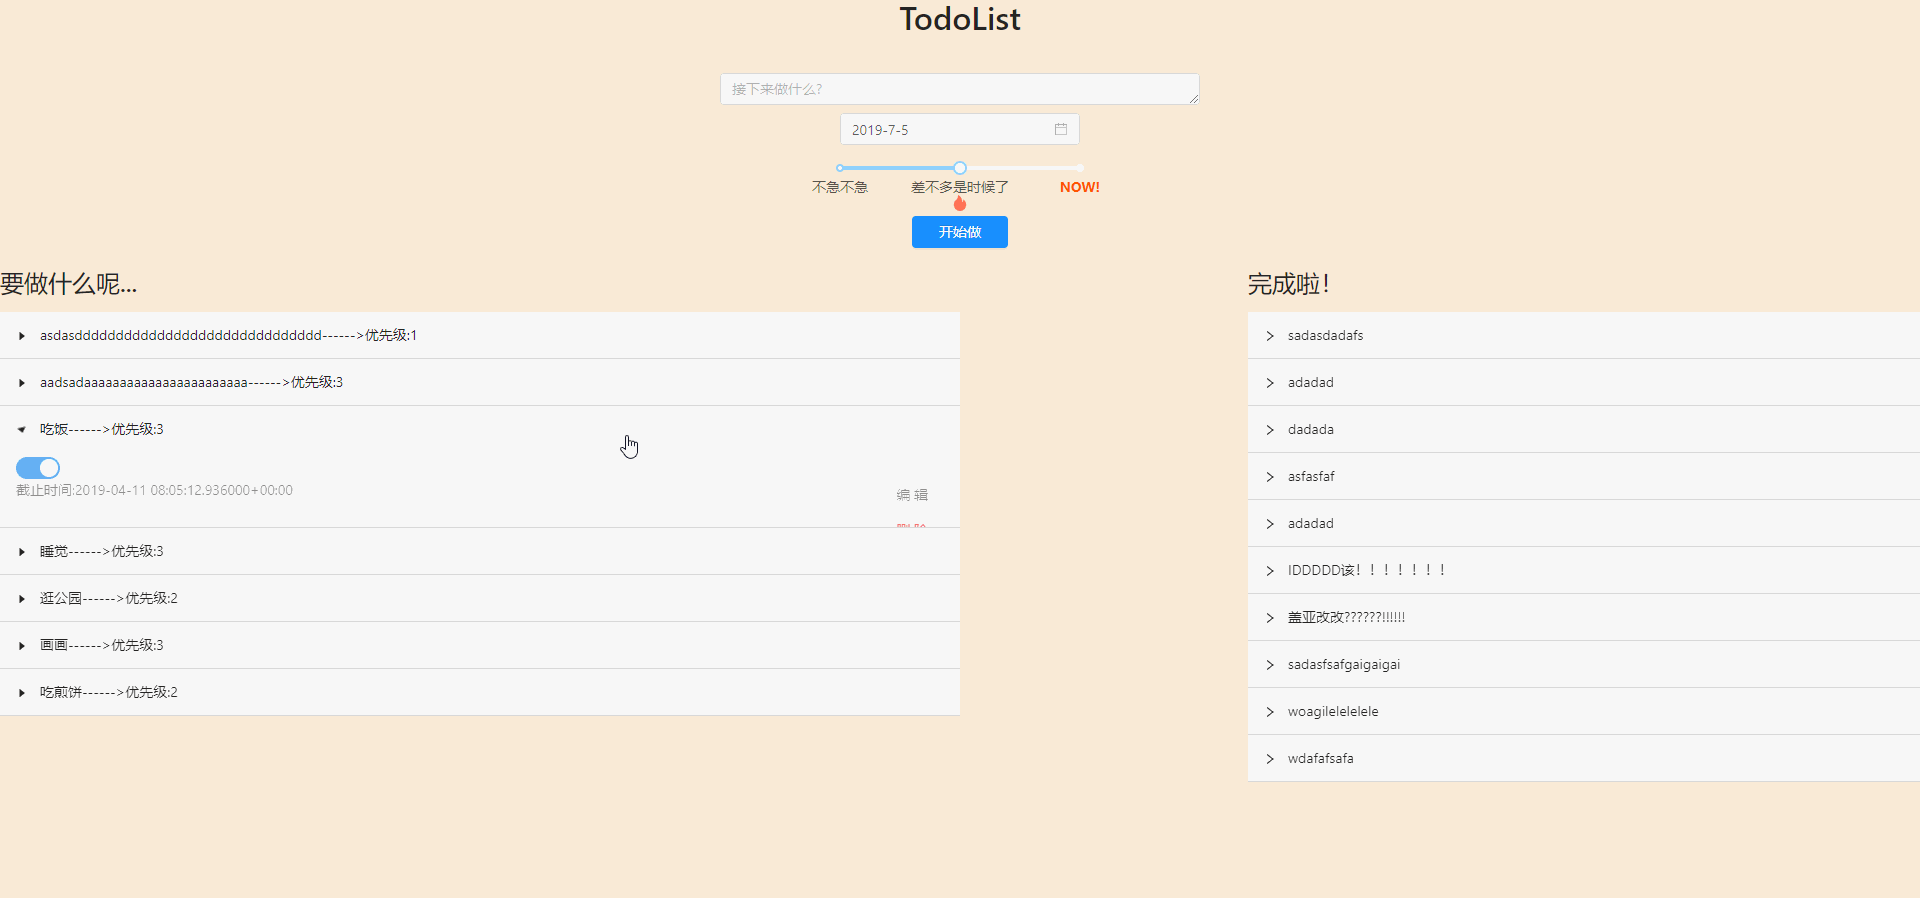 TodoList
接下来做什么?
2019-7-5
不急不急 差不多是时候了 NOW!
开始做
要做什么呢...
asdasddddddddddddddddddddddddddddddd------>优先级:1
aadsadaaaaaaaaaaaaaaaaaaaaaaa------>优先级:3
吃饭------>优先级:3
截止时间:2019-04-11 08:05:12.936000+00:00
编 辑
睡觉------>优先级:3
逛公园------>优先级:2
画画------>优先级:3
吃煎饼------>优先级:2
完成啦！
sadasdadafs
adadad
dadada
asfasfaf
adadad
IDDDDD该！！！！！！！
盖亚改改??????!!!!!!
sadasfsafgaigaigai
woagilelelelele
wdafafsafa